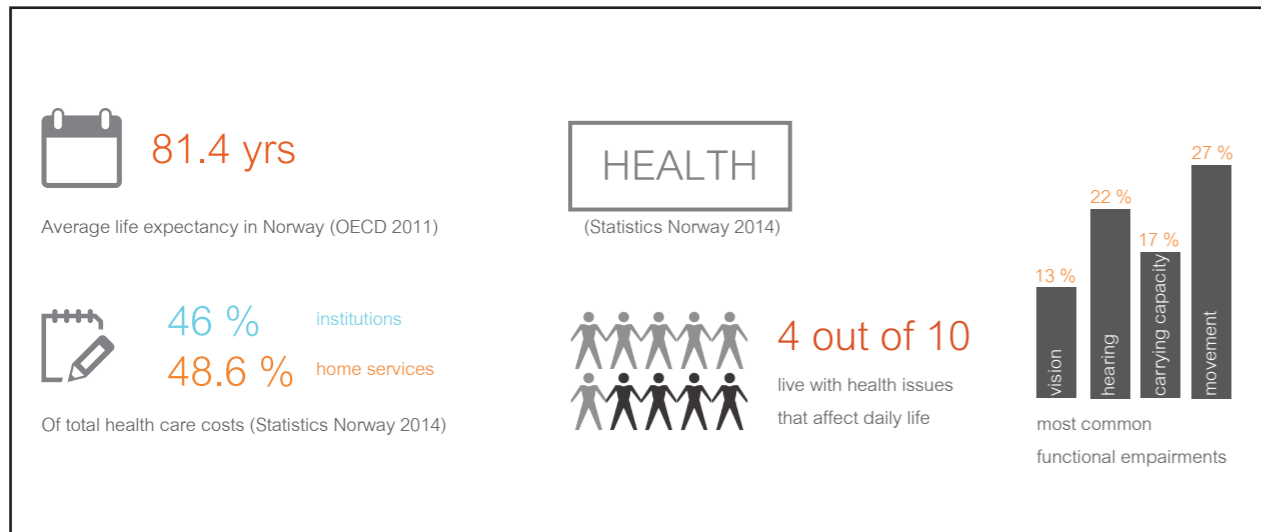 81.4 yrs
Average life expectancy in Norway (OECD 2011)
46 %
institutions
48.6 %
home services
Of total health care costs (Statistics Norway 2014)
HEALTH
(Statistics Norway 2014)
4 out of 10
live with health issues
that affect daily life
13 %
22 %
17 %
27 %
vision
hearing
carrying capacity
movement
most common
functional empairments